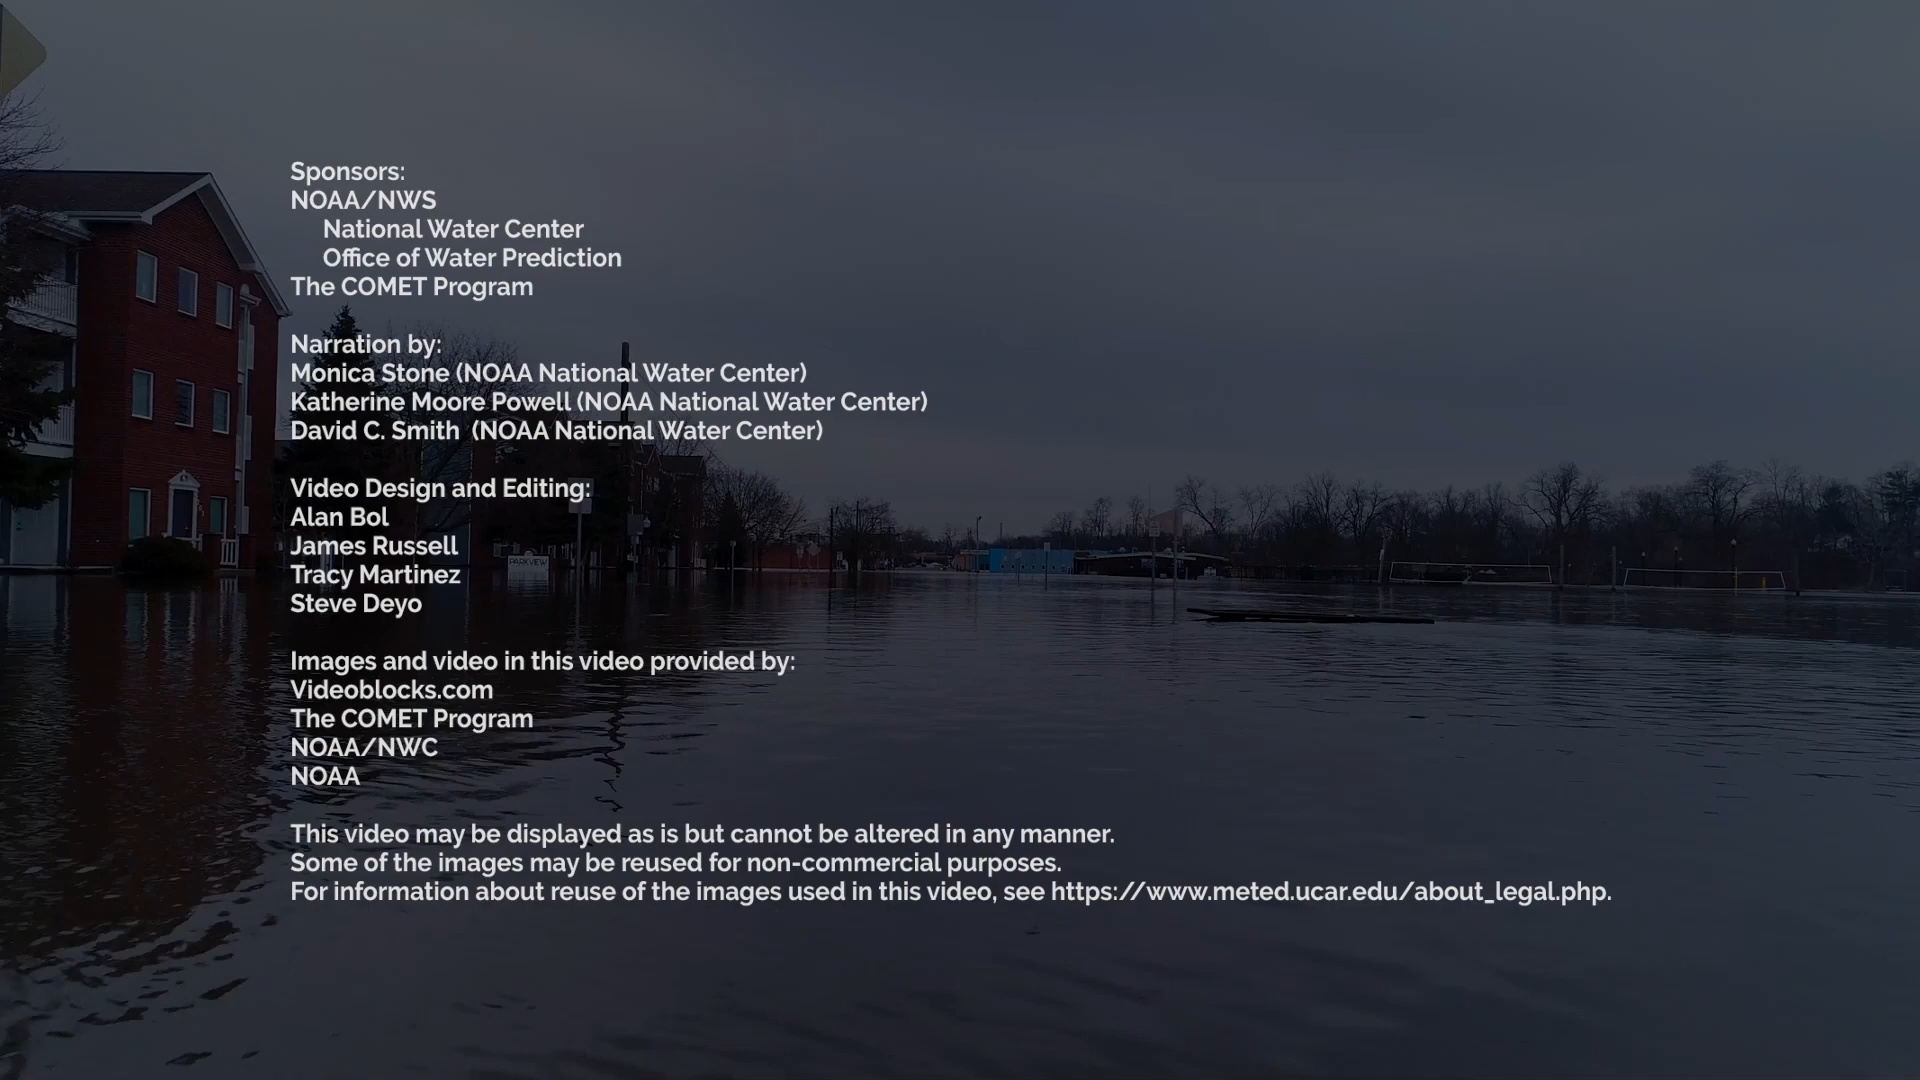 Sponsors:
NOAA/NWS
National Water Center
Office of Water Prediction
The COMET Program
Narration by:
Monica Stone (NOAA National Water Center)
Katherine Moore Powell (NOAA National Water Center)
David C. Smith (NOAA National Water Center)
Video Design and Editing:
Alan Bol
James Russell
Tracy Martinez
Steve Deyo
PARKVIEW
Images and video in this video provided by:
Videoblocks.com
The COMET Program
NOAA/NWC
NOAA
This video may be displayed as is but cannot be altered in any manner.
Some of the images may be reused for non-commercial purposes.
For information about reuse of the images used in this video, see https://www.meted.ucar.edu/about_legal.php.